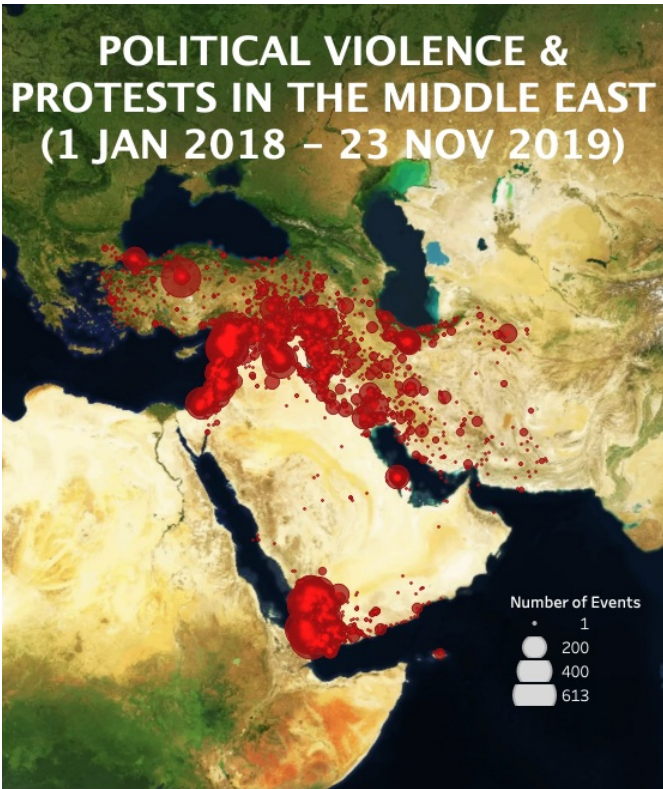 POLITICAL VIOLENCE &
PROTESTS IN THE MIDDLE EAST
(1 JAN 2018 – 23 NOV 2019)
Number of Events
1
200
400
613